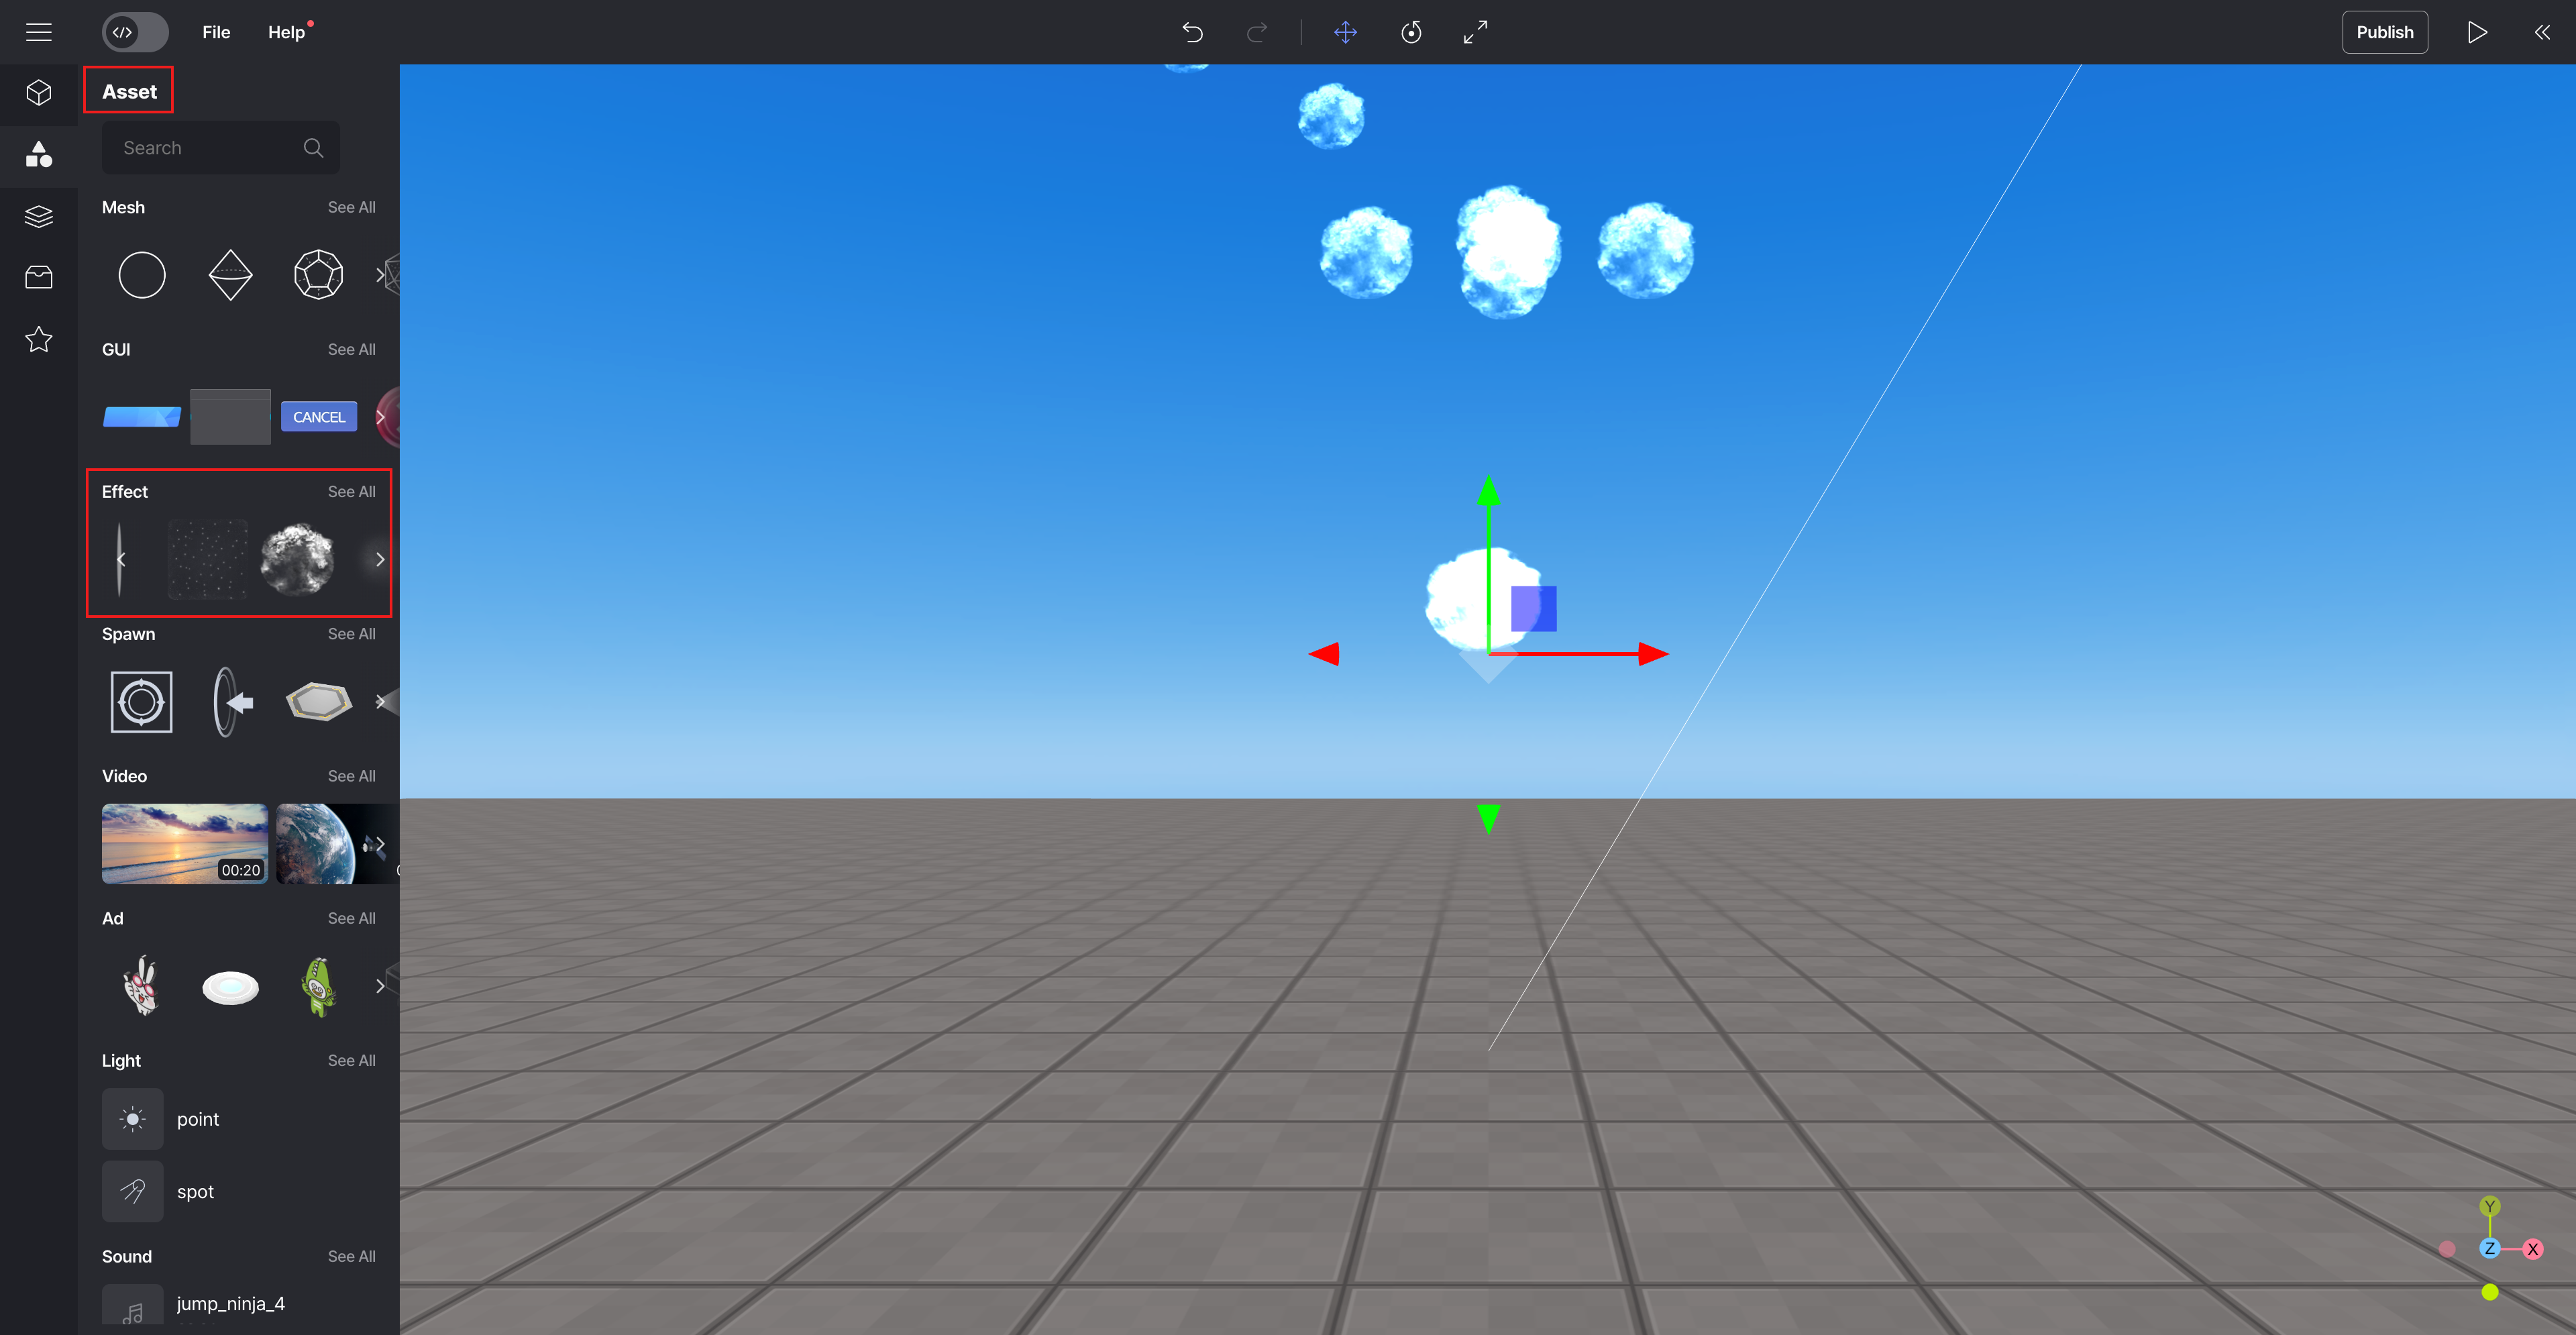 </>
File
Help
Publish
Asset
Search
Mesh
See All
GUI
See All
CANCEL
Effect
See All
Spawn
See All
Video
See All
00:20
Ad
See All
Light
See All
point
spot
Sound
See All
jump_ninja_4
Y
Z
X